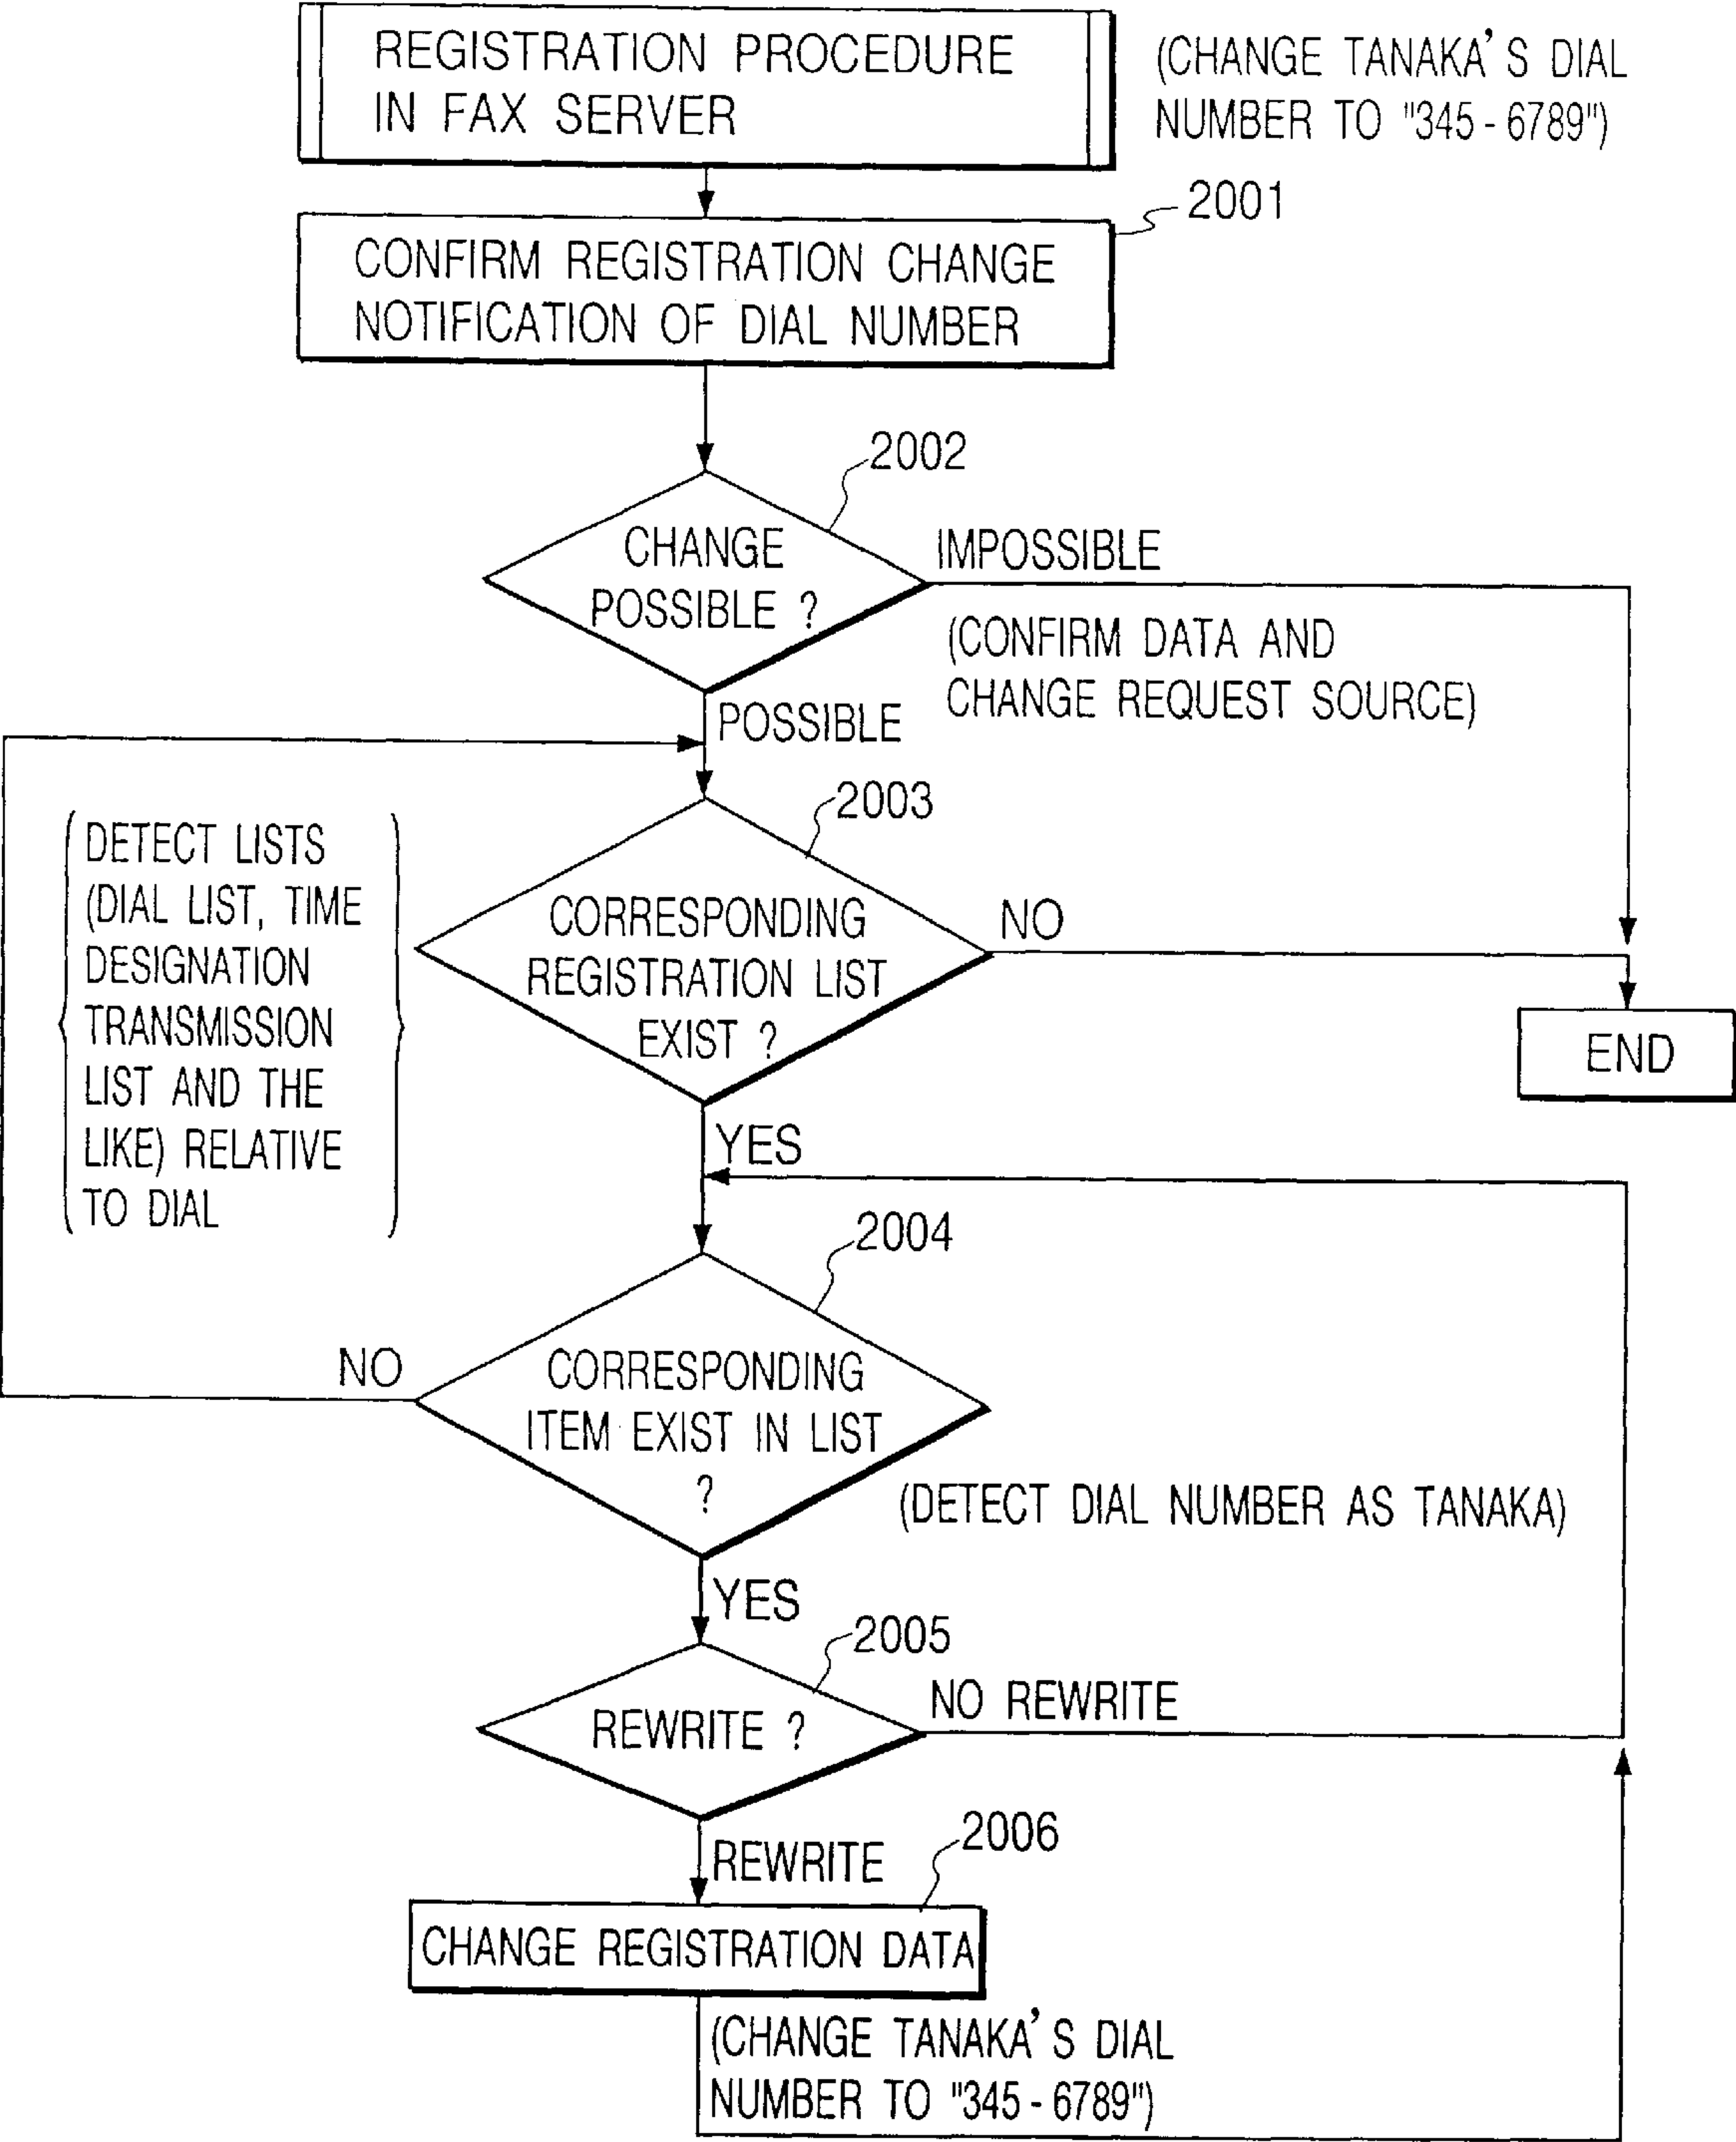 REGISTRATION PROCEDURE
IN FAX SERVER
(CHANGE TANAKA'S DIAL
NUMBER TO "345-6789")
2001
CONFIRM REGISTRATION CHANGE
NOTIFICATION OF DIAL NUMBER
2002
CHANGE
POSSIBLE ?
IMPOSSIBLE
(CONFIRM DATA AND
CHANGE REQUEST SOURCE)
POSSIBLE
2003
DETECT LISTS
(DIAL LIST, TIME
DESIGNATION
TRANSMISSION
LIST AND THE
LIKE) RELATIVE
TO DIAL
CORRESPONDING
REGISTRATION LIST
EXIST ?
NO
END
YES
2004
NO
CORRESPONDING
ITEM EXIST IN LIST
?
(DETECT DIAL NUMBER AS TANAKA)
YES
2005
REWRITE ?
NO REWRITE
REWRITE
2006
CHANGE REGISTRATION DATA
(CHANGE TANAKA'S DIAL
NUMBER TO "345-6789")